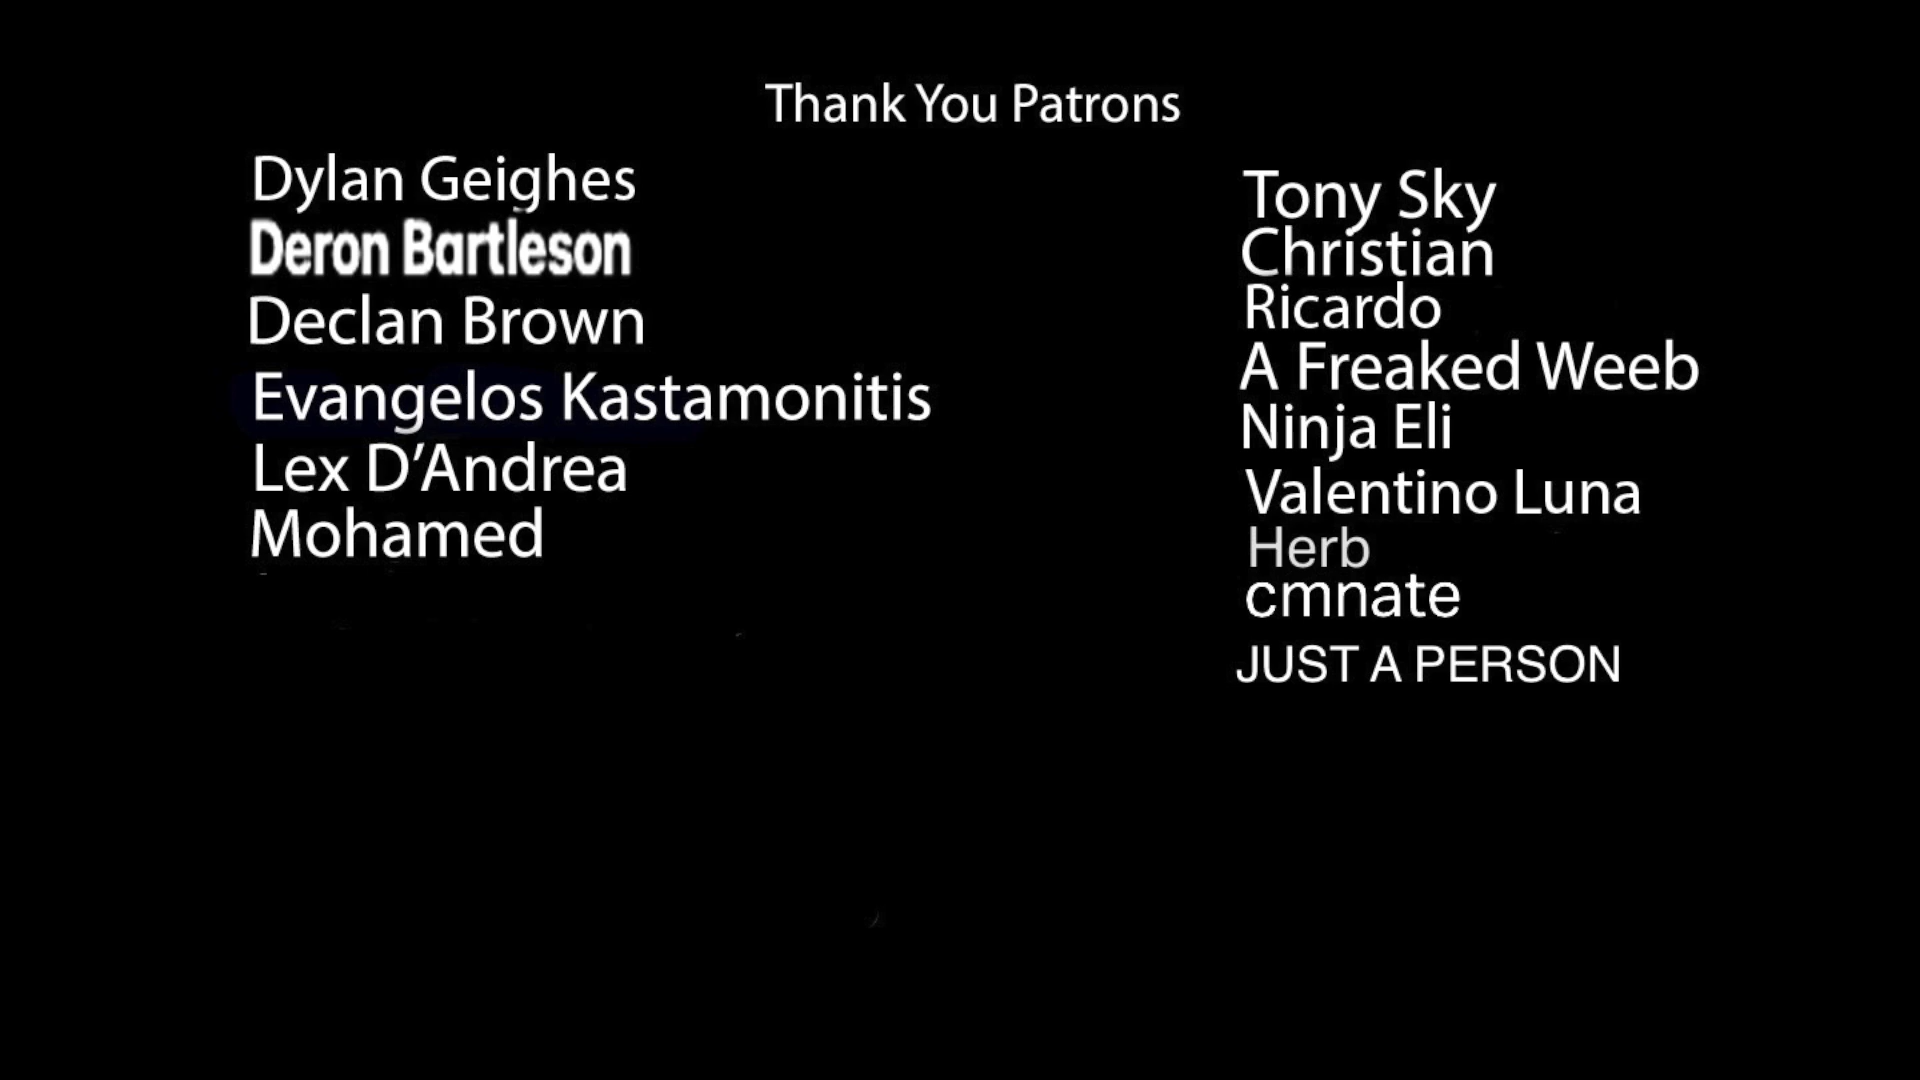 Thank You Patrons
Dylan Geighes
Deron Bartleson
Declan Brown
Evangelos Kastamonitis
Lex D’Andrea
Mohamed
Tony Sky
Christian
Ricardo
A Freaked Weeb
Ninja Eli
Valentino Luna
Herb
cmnate
JUST A PERSON